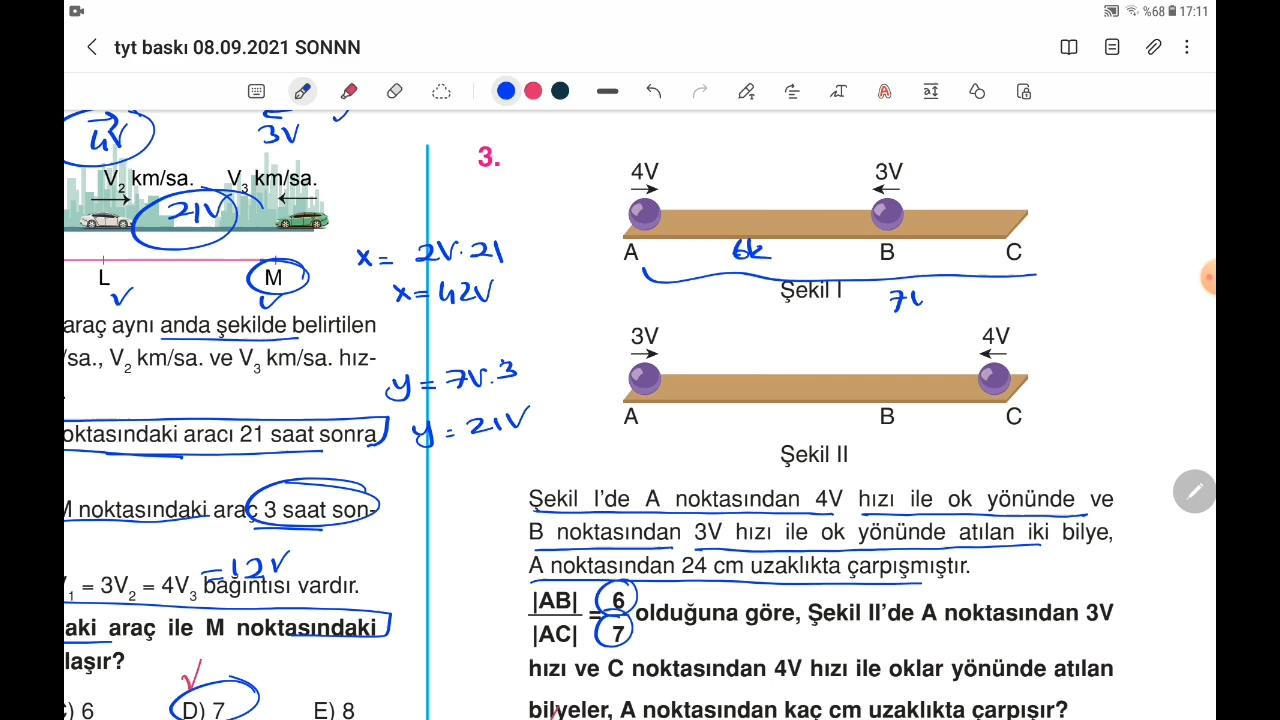 %68 17:11
tyt baskı 08.09.2021 SONNN
4V
3V
V2 km/sa. V3 km/sa.
21V
L M
x = 2V.21
x = 42V
araç aynı anda şekilde belirtilen
/sa., V2 km/sa. ve V3 km/sa. hız-
y = 7V.3
y = 21V
oktasındaki aracı 21 saat sonra
M noktasındaki araç 3 saat son-
= 12V
V1 = 3V2 = 4V3 bağıntısı vardır.
aki araç ile M noktasındaki
laşır?
) 6 D) 7 E) 8
3.
4V 3V
A B C
6k
Şekil I
3V 4V
A B C
Şekil II
Şekil I'de A noktasından 4V hızı ile ok yönünde ve
B noktasından 3V hızı ile ok yönünde atılan iki bilye,
A noktasından 24 cm uzaklıkta çarpışmıştır.
|AB| / |AC| = 6 / 7 olduğuna göre, Şekil II'de A noktasından 3V
hızı ve C noktasından 4V hızı ile oklar yönünde atılan
bilyeler, A noktasından kaç cm uzaklıkta çarpışır?